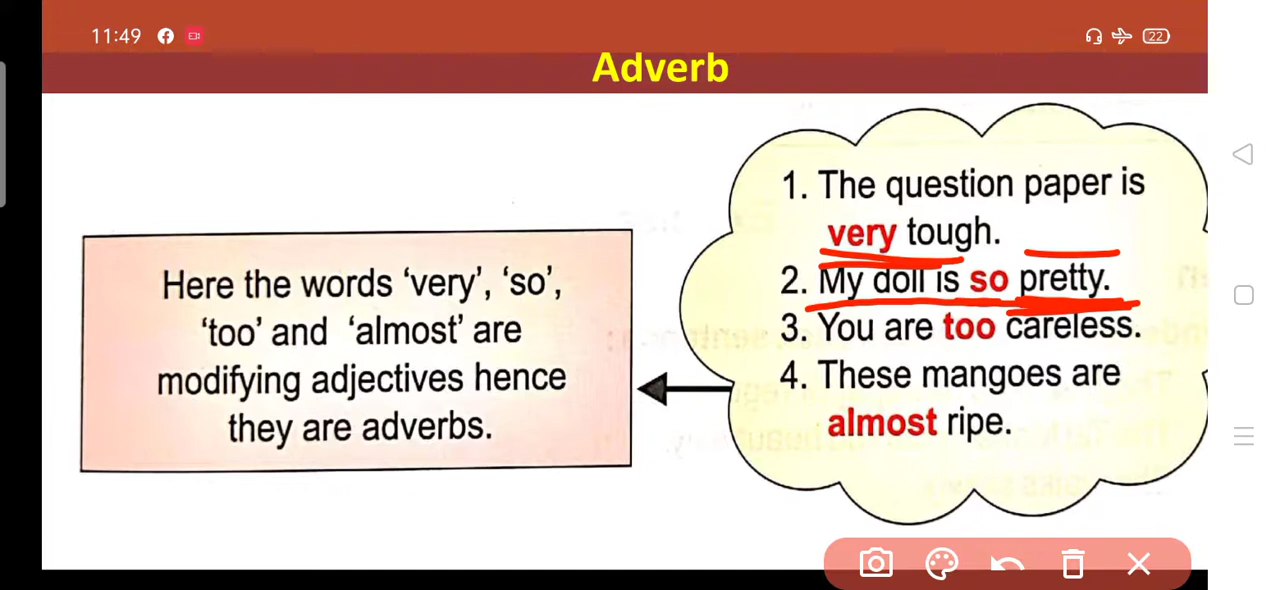 11:49
22
Adverb
Here the words ‘very’, ‘so’,
‘too’ and ‘almost’ are
modifying adjectives hence
they are adverbs.
1. The question paper is
very tough.
2. My doll is so pretty.
3. You are too careless.
4. These mangoes are
almost ripe.